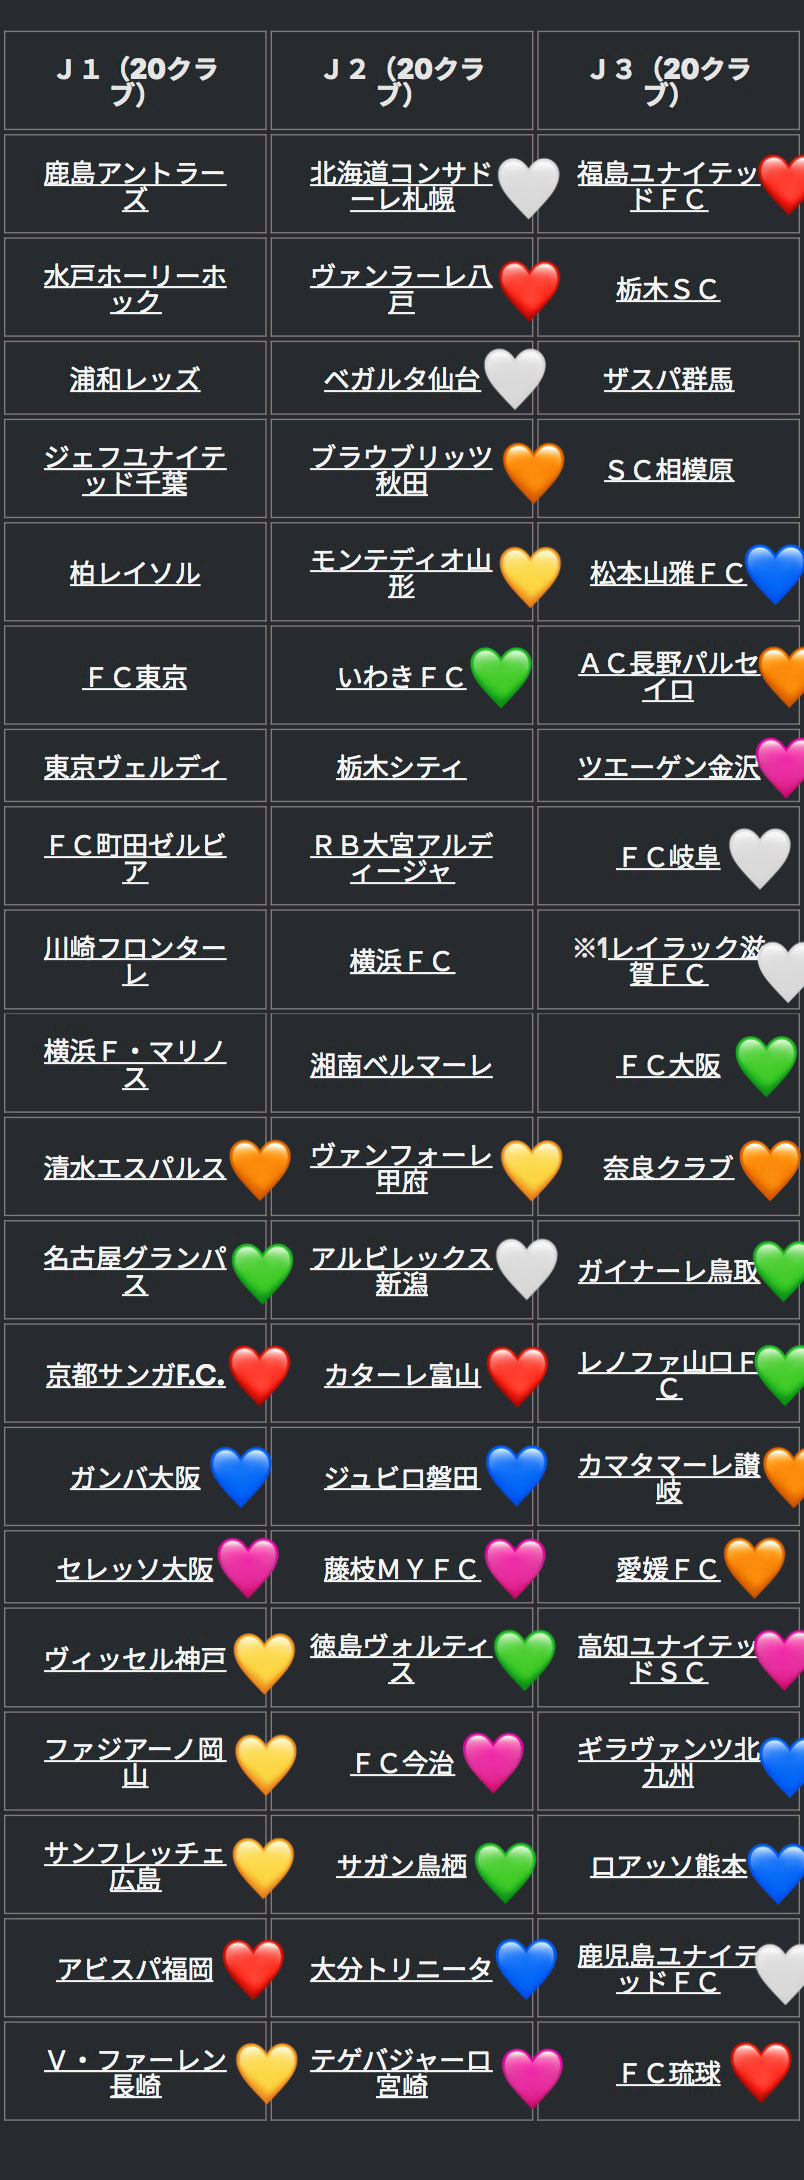 Ｊ１（20クラ
ブ）
Ｊ２（20クラ
ブ）
Ｊ３（20クラ
ブ）
鹿島アントラー
ズ
北海道コンサド
ーレ札幌
福島ユナイテッ
ドＦＣ
水戸ホーリーホ
ック
ヴァンラーレ八
戸
栃木ＳＣ
浦和レッズ
ベガルタ仙台
ザスパ群馬
ジェフユナイテ
ッド千葉
ブラウブリッツ
秋田
ＳＣ相模原
柏レイソル
モンテディオ山
形
松本山雅ＦＣ
ＦＣ東京
いわきＦＣ
ＡＣ長野パルセ
イロ
東京ヴェルディ
栃木シティ
ツエーゲン金沢
ＦＣ町田ゼルビ
ア
ＲＢ大宮アルデ
ィージャ
ＦＣ岐阜
川崎フロンター
レ
横浜ＦＣ
※1レイラック滋
賀ＦＣ
横浜Ｆ・マリノ
ス
湘南ベルマーレ
ＦＣ大阪
清水エスパルス
ヴァンフォーレ
甲府
奈良クラブ
名古屋グランパ
ス
アルビレックス
新潟
ガイナーレ鳥取
京都サンガF.C.
カターレ富山
レノファ山口Ｆ
Ｃ
ガンバ大阪
ジュビロ磐田
カマタマーレ讃
岐
セレッソ大阪
藤枝ＭＹＦＣ
愛媛ＦＣ
ヴィッセル神戸
徳島ヴォルティ
ス
高知ユナイテッ
ドＳＣ
ファジアーノ岡
山
ＦＣ今治
ギラヴァンツ北
九州
サンフレッチェ
広島
サガン鳥栖
ロアッソ熊本
アビスパ福岡
大分トリニータ
鹿児島ユナイテ
ッドＦＣ
Ｖ・ファーレン
長崎
テゲバジャーロ
宮崎
ＦＣ琉球